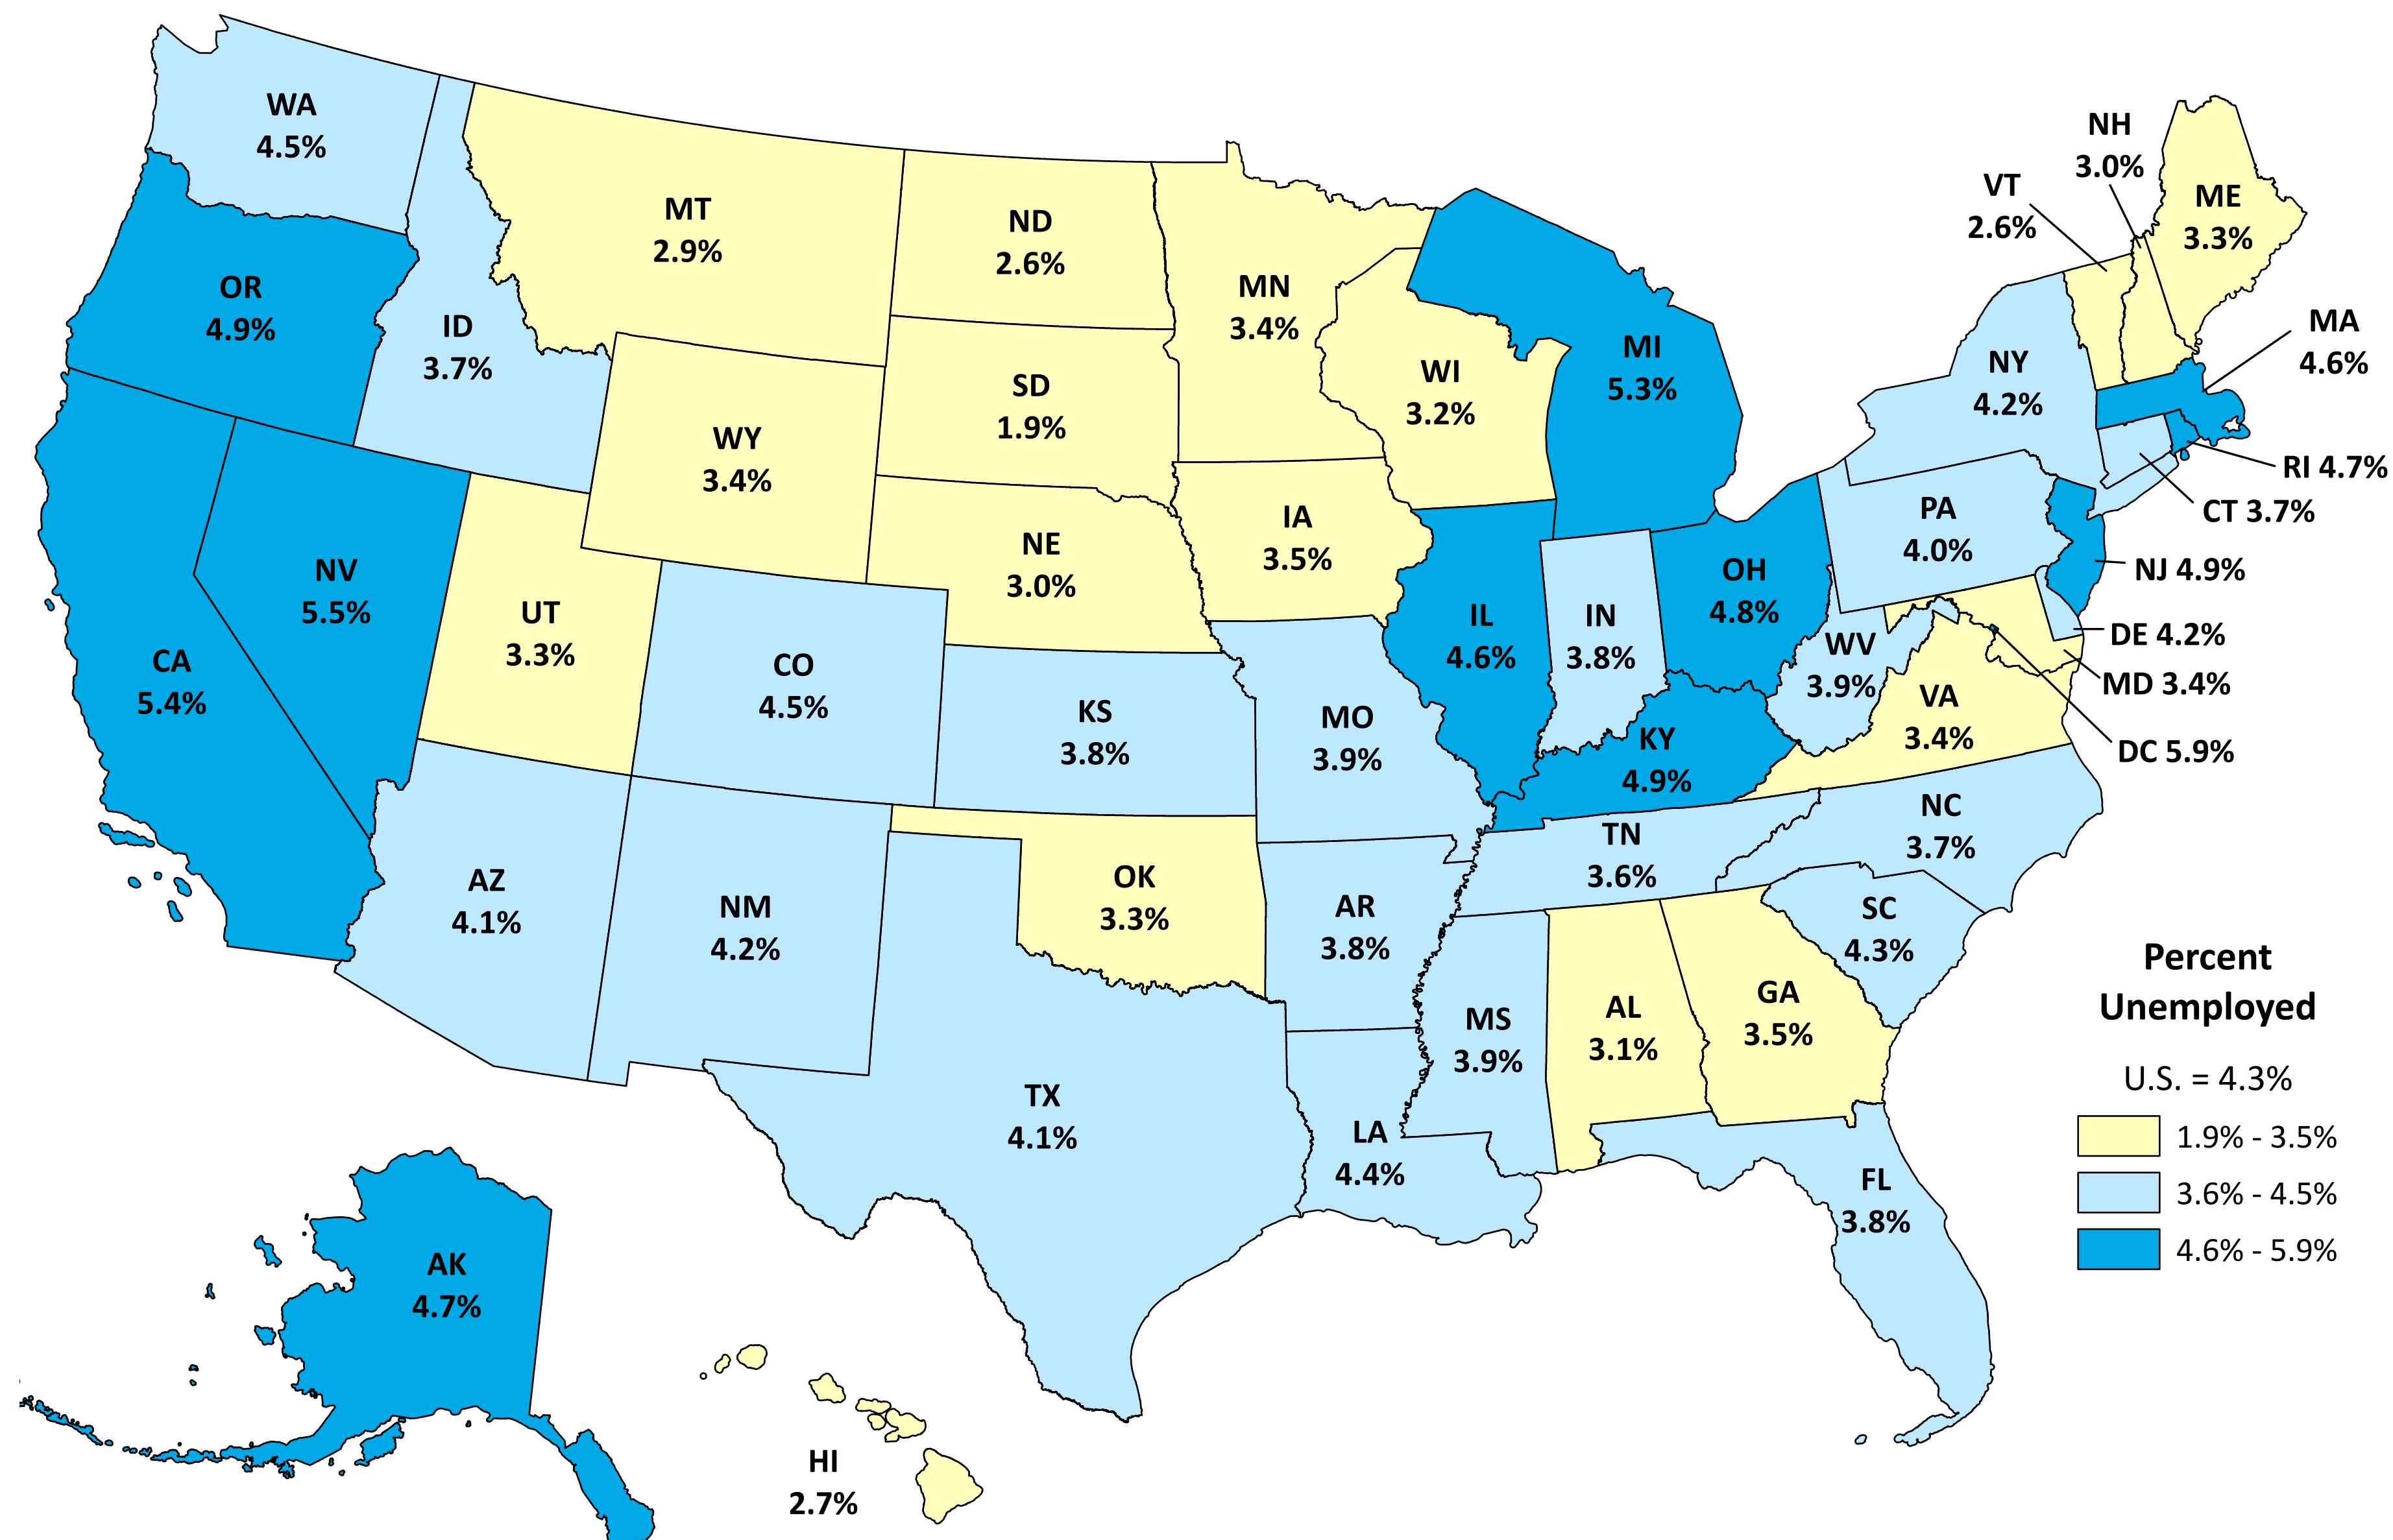 WA
4.5%
OR
4.9%
CA
5.4%
NV
5.5%
ID
3.7%
MT
2.9%
WY
3.4%
UT
3.3%
CO
4.5%
AZ
4.1%
NM
4.2%
ND
2.6%
SD
1.9%
NE
3.0%
KS
3.8%
OK
3.3%
TX
4.1%
MN
3.4%
IA
3.5%
MO
3.9%
AR
3.8%
LA
4.4%
WI
3.2%
IL
4.6%
MI
5.3%
IN
3.8%
OH
4.8%
KY
4.9%
TN
3.6%
MS
3.9%
AL
3.1%
GA
3.5%
FL
3.8%
SC
4.3%
NC
3.7%
VA
3.4%
WV
3.9%
PA
4.0%
NY
4.2%
VT
2.6%
NH
3.0%
ME
3.3%
MA
4.6%
RI 4.7%
CT 3.7%
NJ 4.9%
DE 4.2%
MD 3.4%
DC 5.9%
AK
4.7%
HI
2.7%
Percent
Unemployed
U.S. = 4.3%
1.9% - 3.5%
3.6% - 4.5%
4.6% - 5.9%